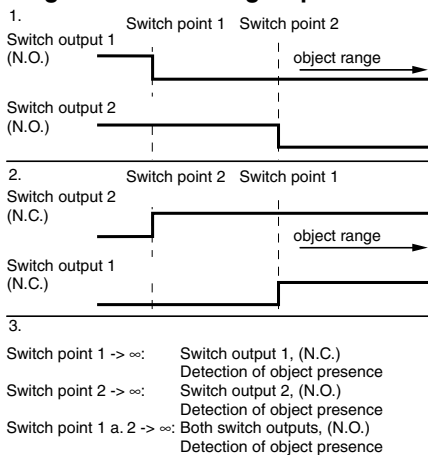 1.
Switch point 1 Switch point 2
Switch output 1
(N.O.)
object range
Switch output 2
(N.O.)
2.
Switch point 2 Switch point 1
Switch output 2
(N.C.)
object range
Switch output 1
(N.C.)
3.
Switch point 1 -> ∞: Switch output 1, (N.C.)
Detection of object presence
Switch point 2 -> ∞: Switch output 2, (N.O.)
Detection of object presence
Switch point 1 a. 2 -> ∞: Both switch outputs, (N.O.)
Detection of object presence